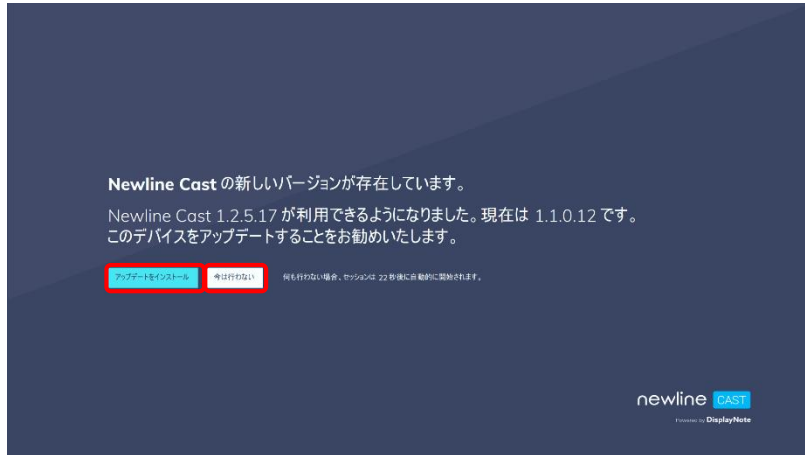 Newline Cast の新しいバージョンが存在しています。
Newline Cast 1.2.5.17 が利用できるようになりました。現在は 1.1.0.12 です。
このデバイスをアップデートすることをお勧めいたします。
アップデートをインストール 今は行わない 何も行わない場合、セッションは 22 秒後に自動的に開始されます。
newline CAST
Powered by DisplayNote